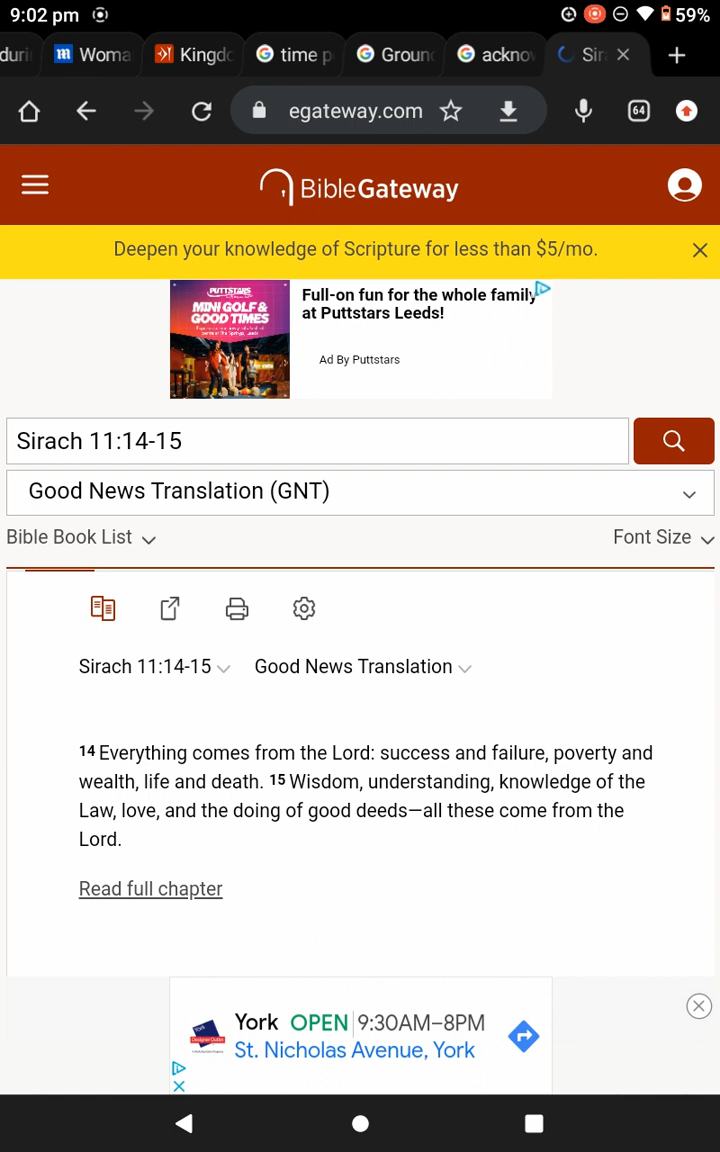 9:02 pm 59%
duri Woma Kingdo time p Groun acknow Sir
egateway.com 64
BibleGateway
Deepen your knowledge of Scripture for less than $5/mo.
PUTTSTARS
MINI GOLF &
GOOD TIMES
Full-on fun for the whole family
at Puttstars Leeds!
Ad By Puttstars
Sirach 11:14-15
Good News Translation (GNT)
Bible Book List Font Size
Sirach 11:14-15 Good News Translation
14 Everything comes from the Lord: success and failure, poverty and
wealth, life and death. 15 Wisdom, understanding, knowledge of the
Law, love, and the doing of good deeds—all these come from the
Lord.
Read full chapter
York OPEN 9:30AM–8PM
St. Nicholas Avenue, York